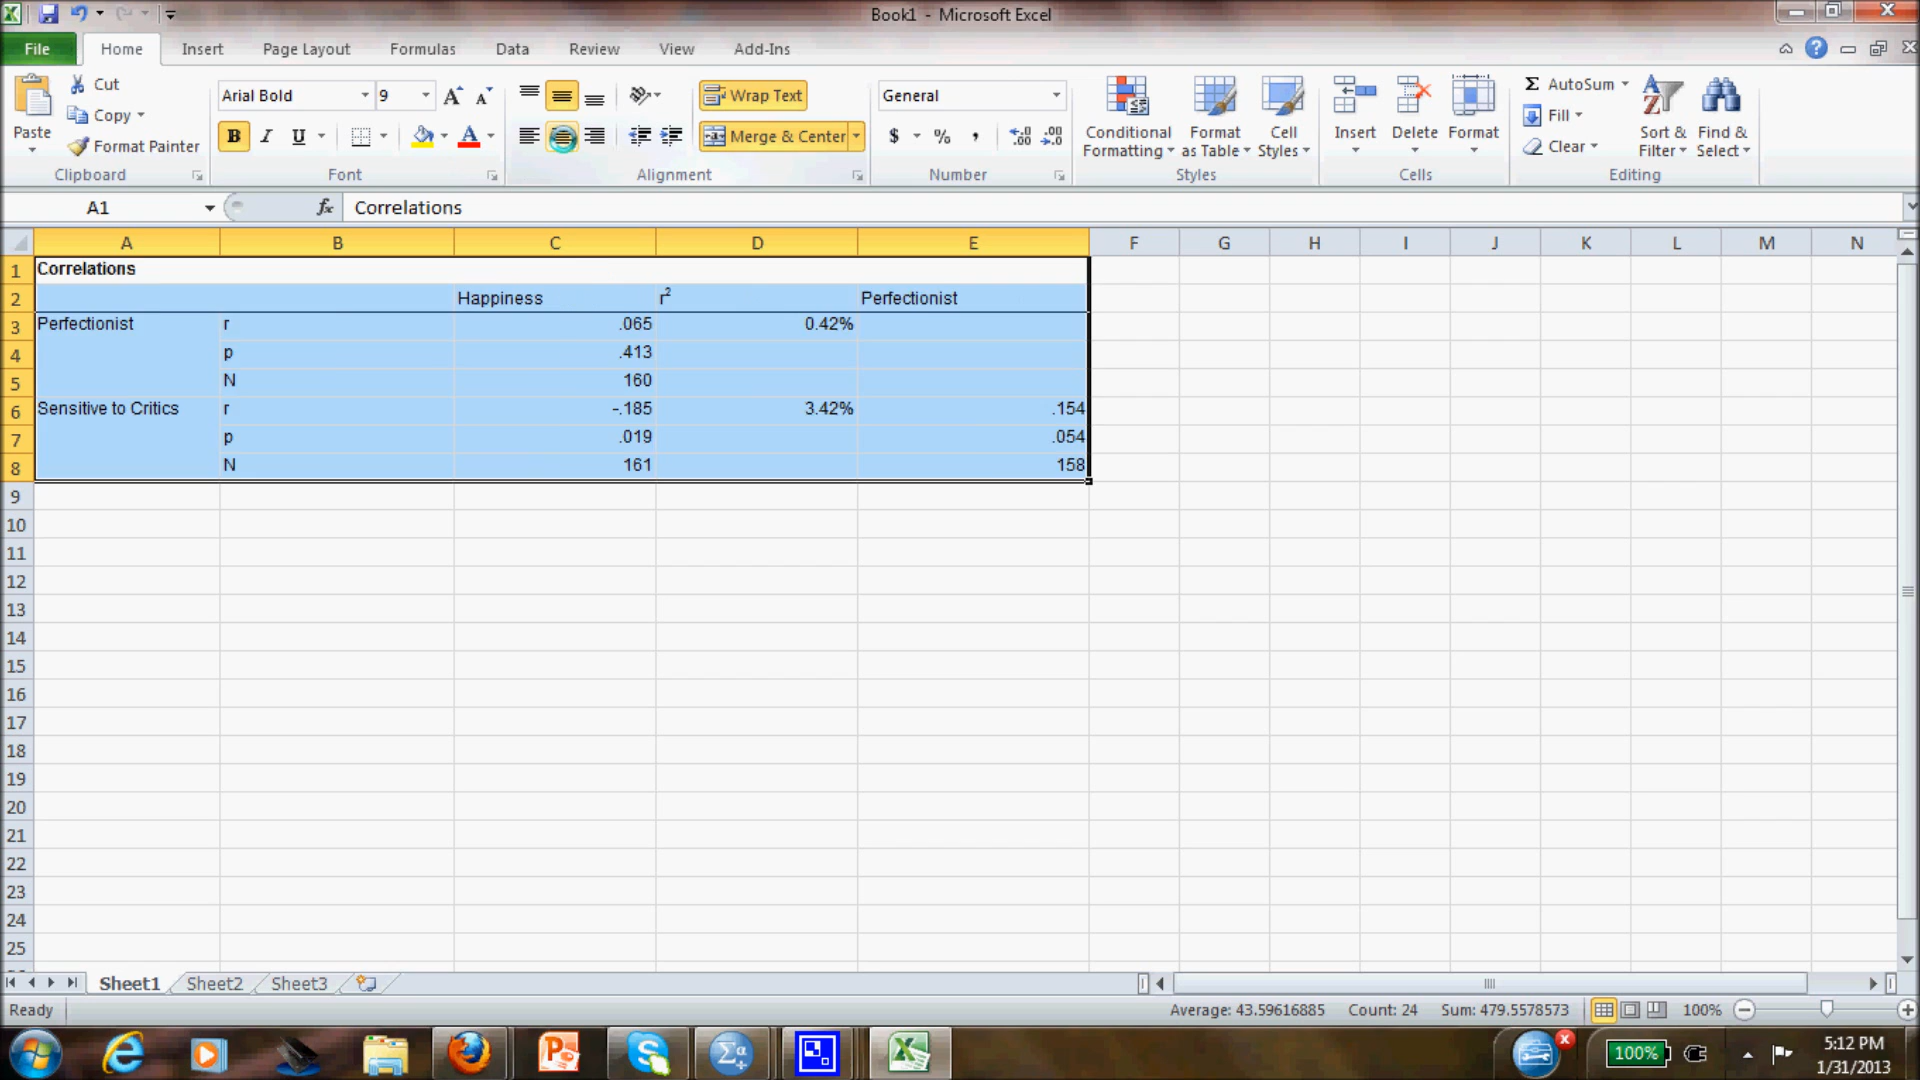 Book1 - Microsoft Excel
File Home Insert Page Layout Formulas Data Review View Add-Ins
Paste
Cut
Copy
Format Painter
Clipboard
Arial Bold 9
B I U A
Font
Wrap Text
Merge & Center
Alignment
General
$ % ,
Number
Conditional Formatting
Format as Table
Cell Styles
Styles
Insert Delete Format
Cells
Σ AutoSum
Fill
Clear
Sort & Filter
Find & Select
Editing
A1 fx Correlations
A B C D E F G H I J K L M N
1 Correlations
2 Happiness r² Perfectionist
3 Perfectionist r .065 0.42%
4 p .413
5 N 160
6 Sensitive to Critics r -.185 3.42% .154
7 p .019 .054
8 N 161 158
9
10
11
12
13
14
15
16
17
18
19
20
21
22
23
24
25
Sheet1 Sheet2 Sheet3
Ready Average: 43.59616885 Count: 24 Sum: 479.5578573 100%
100% 5:12 PM
1/31/2013